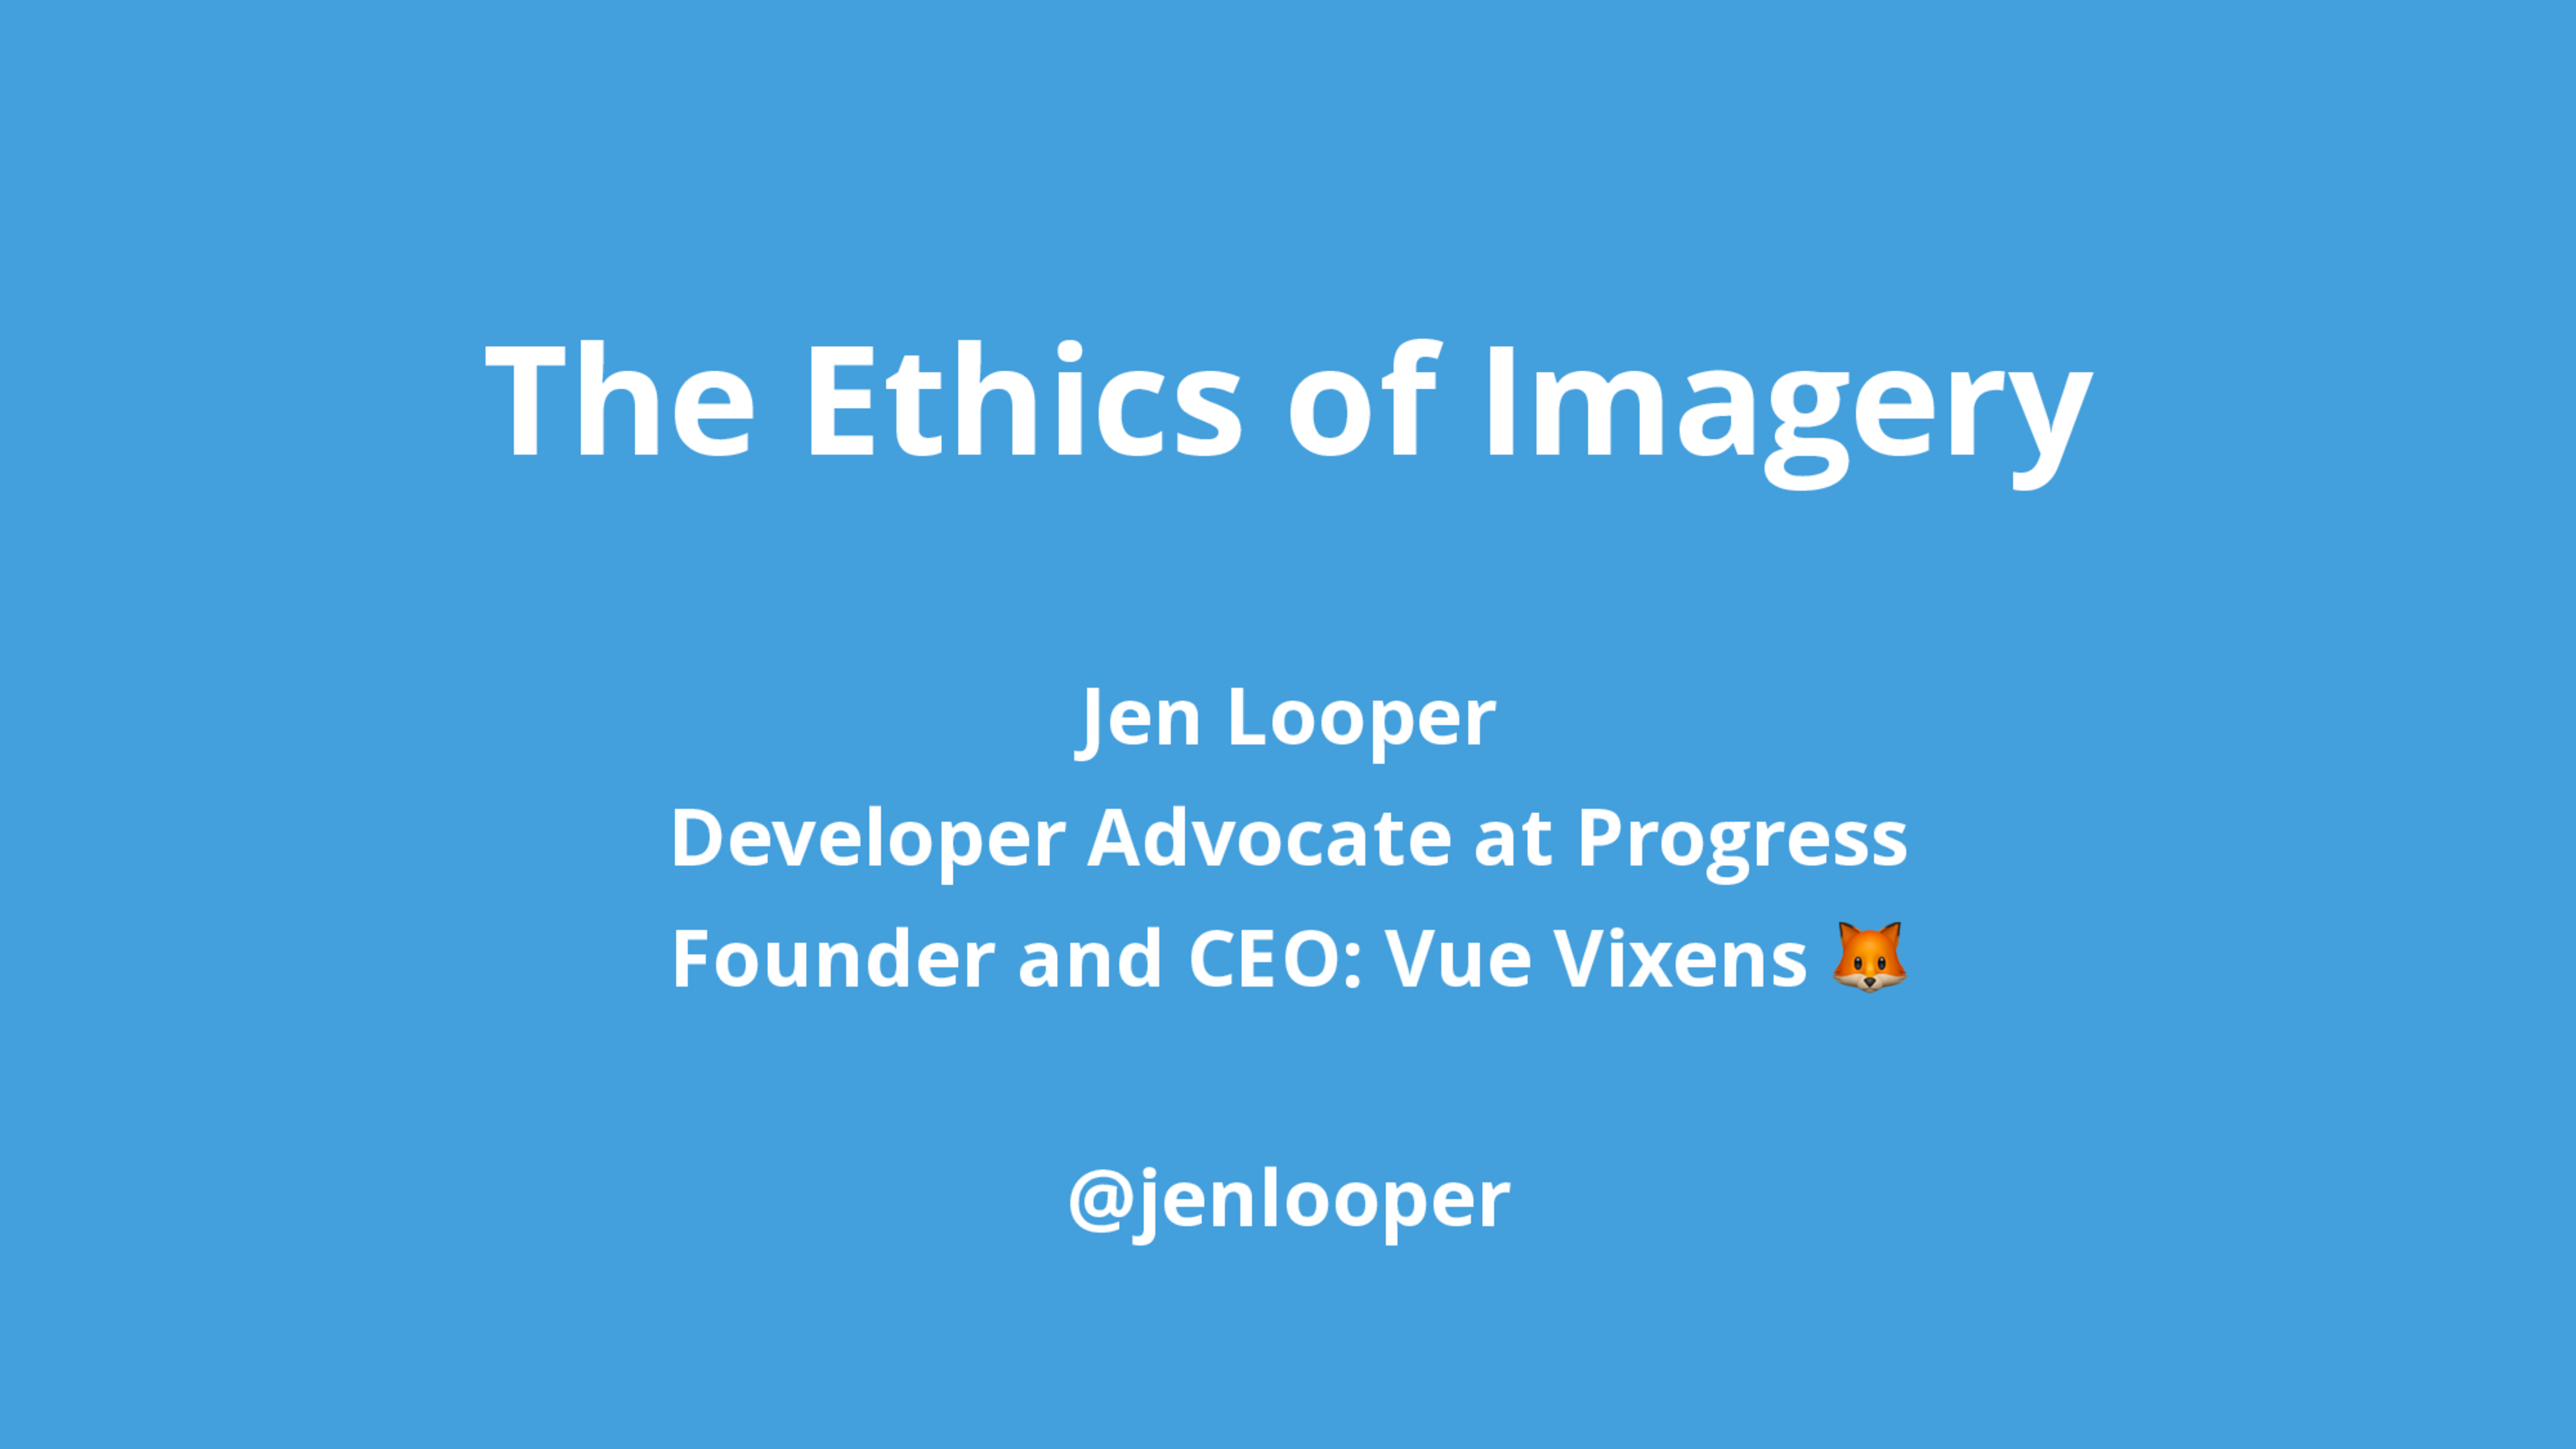 The Ethics of Imagery
Jen Looper
Developer Advocate at Progress
Founder and CEO: Vue Vixens 🦊
@jenlooper